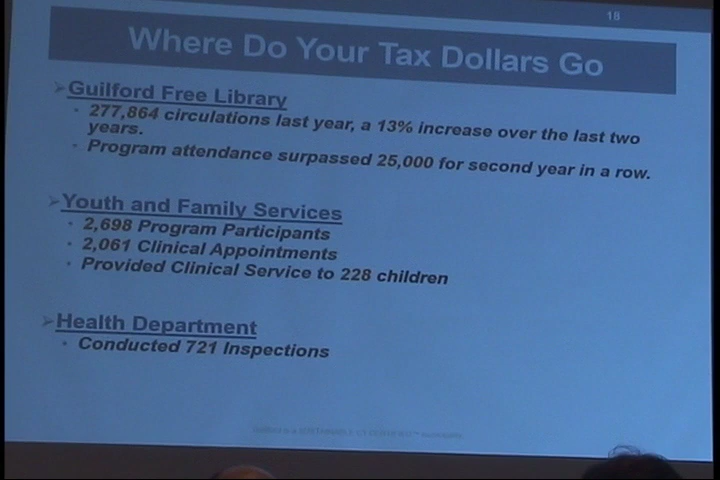 18
Where Do Your Tax Dollars Go
➢Guilford Free Library
• 277,864 circulations last year, a 13% increase over the last two
years.
• Program attendance surpassed 25,000 for second year in a row.
➢Youth and Family Services
• 2,698 Program Participants
• 2,061 Clinical Appointments
• Provided Clinical Service to 228 children
➢Health Department
• Conducted 721 Inspections